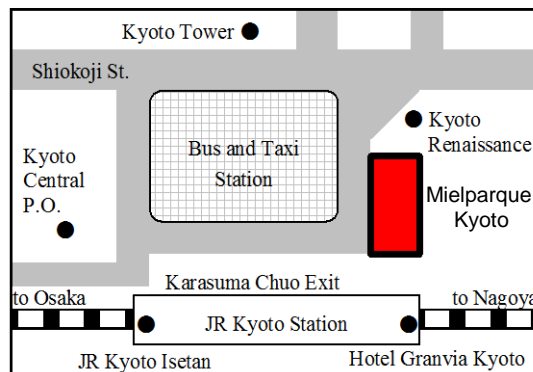 Kyoto Tower
Shiokoji St.
Bus and Taxi
Station
Kyoto
Renaissance
Kyoto
Central
P.O.
Mielparque
Kyoto
Karasuma Chuo Exit
to Osaka
to Nagoya
JR Kyoto Station
JR Kyoto Isetan
Hotel Granvia Kyoto